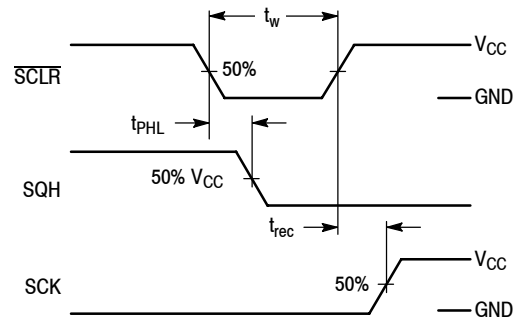 tw
VCC
SCLR
50%
GND
tPHL
50% VCC
SQH
trec
VCC
50%
SCK
GND